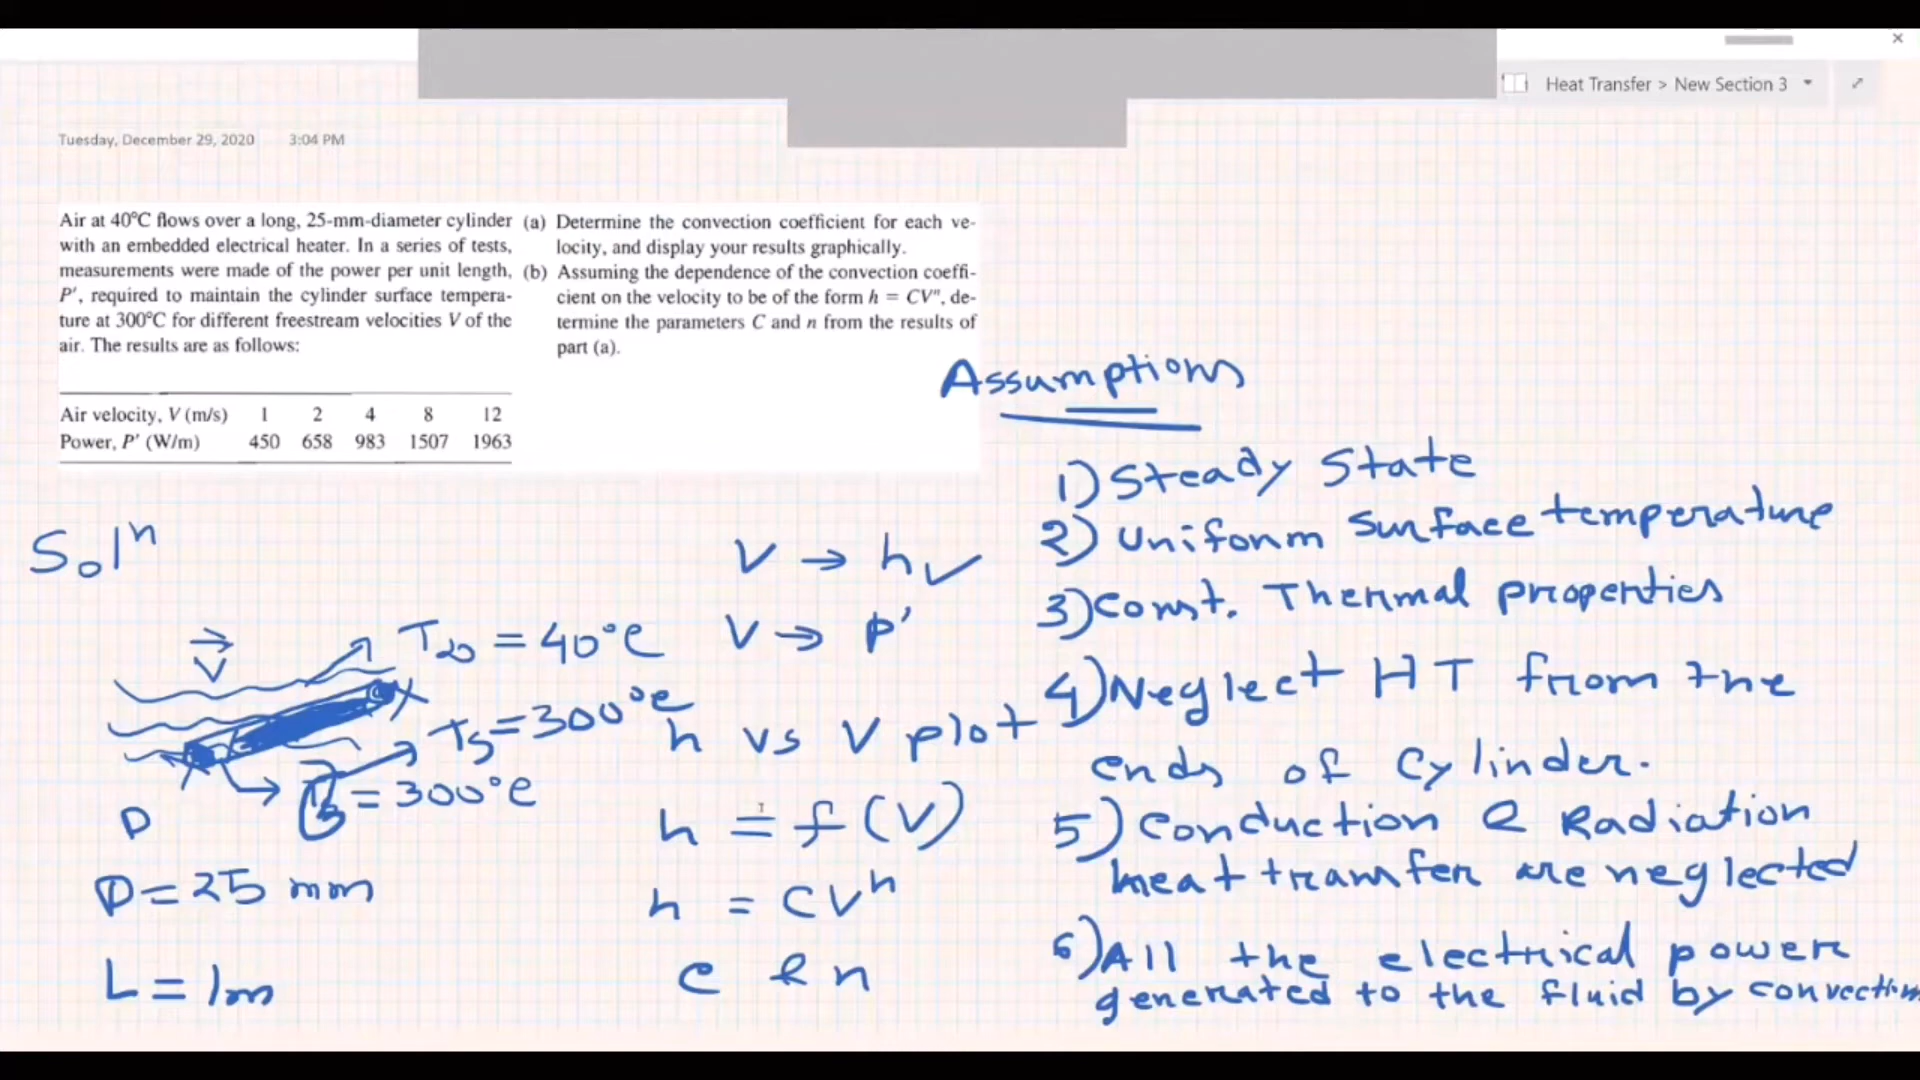 Heat Transfer > New Section 3
Tuesday, December 29, 2020 3:04 PM
Air at 40°C flows over a long, 25-mm-diameter cylinder
with an embedded electrical heater. In a series of tests,
measurements were made of the power per unit length,
P′, required to maintain the cylinder surface tempera-
ture at 300°C for different freestream velocities V of the
air. The results are as follows:
Air velocity, V (m/s) 1 2 4 8 12
Power, P′ (W/m) 450 658 983 1507 1963
(a) Determine the convection coefficient for each ve-
locity, and display your results graphically.
(b) Assuming the dependence of the convection coeffi-
cient on the velocity to be of the form h = CVⁿ, de-
termine the parameters C and n from the results of
part (a).
Solⁿ
V
T∞ = 40°C
Ts = 300°C
Ts = 300°C
D
D = 25 mm
L = 1m
V → h ✓
V → P′
h vs V plot
h = f (V)
h = CVⁿ
C & n
Assumptions
1) Steady State
2) Uniform Surface temperature
3) Const. Thermal properties
4) Neglect HT from the
ends of cylinder.
5) Conduction & Radiation
heat transfer are neglected
6) All the electrical power
generated to the fluid by convection